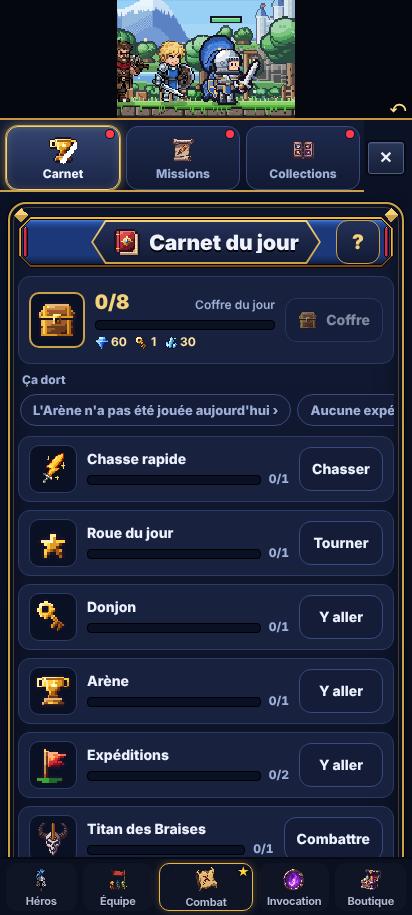 Carnet
Missions
Collections
×
Carnet du jour
?
0/8
Coffre du jour
60
1
30
Coffre
Ça dort
L'Arène n'a pas été jouée aujourd'hui ›
Aucune expé
Chasse rapide
0/1
Chasser
Roue du jour
0/1
Tourner
Donjon
0/1
Y aller
Arène
0/1
Y aller
Expéditions
0/2
Y aller
Titan des Braises
0/1
Combattre
Héros
Équipe
Combat
Invocation
Boutique